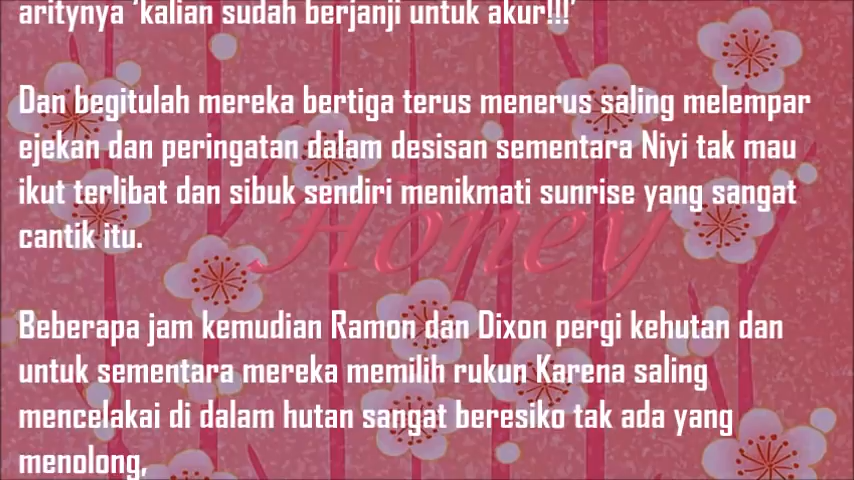 aritynya 'kalian sudah berjanji untuk akur!!!'
Dan begitulah mereka bertiga terus menerus saling melempar
ejekan dan peringatan dalam desisan sementara Niyi tak mau
ikut terlibat dan sibuk sendiri menikmati sunrise yang sangat
cantik itu.
Honey
Beberapa jam kemudian Ramon dan Dixon pergi kehutan dan
untuk sementara mereka memilih rukun Karena saling
mencelakai di dalam hutan sangat beresiko tak ada yang
menolong,